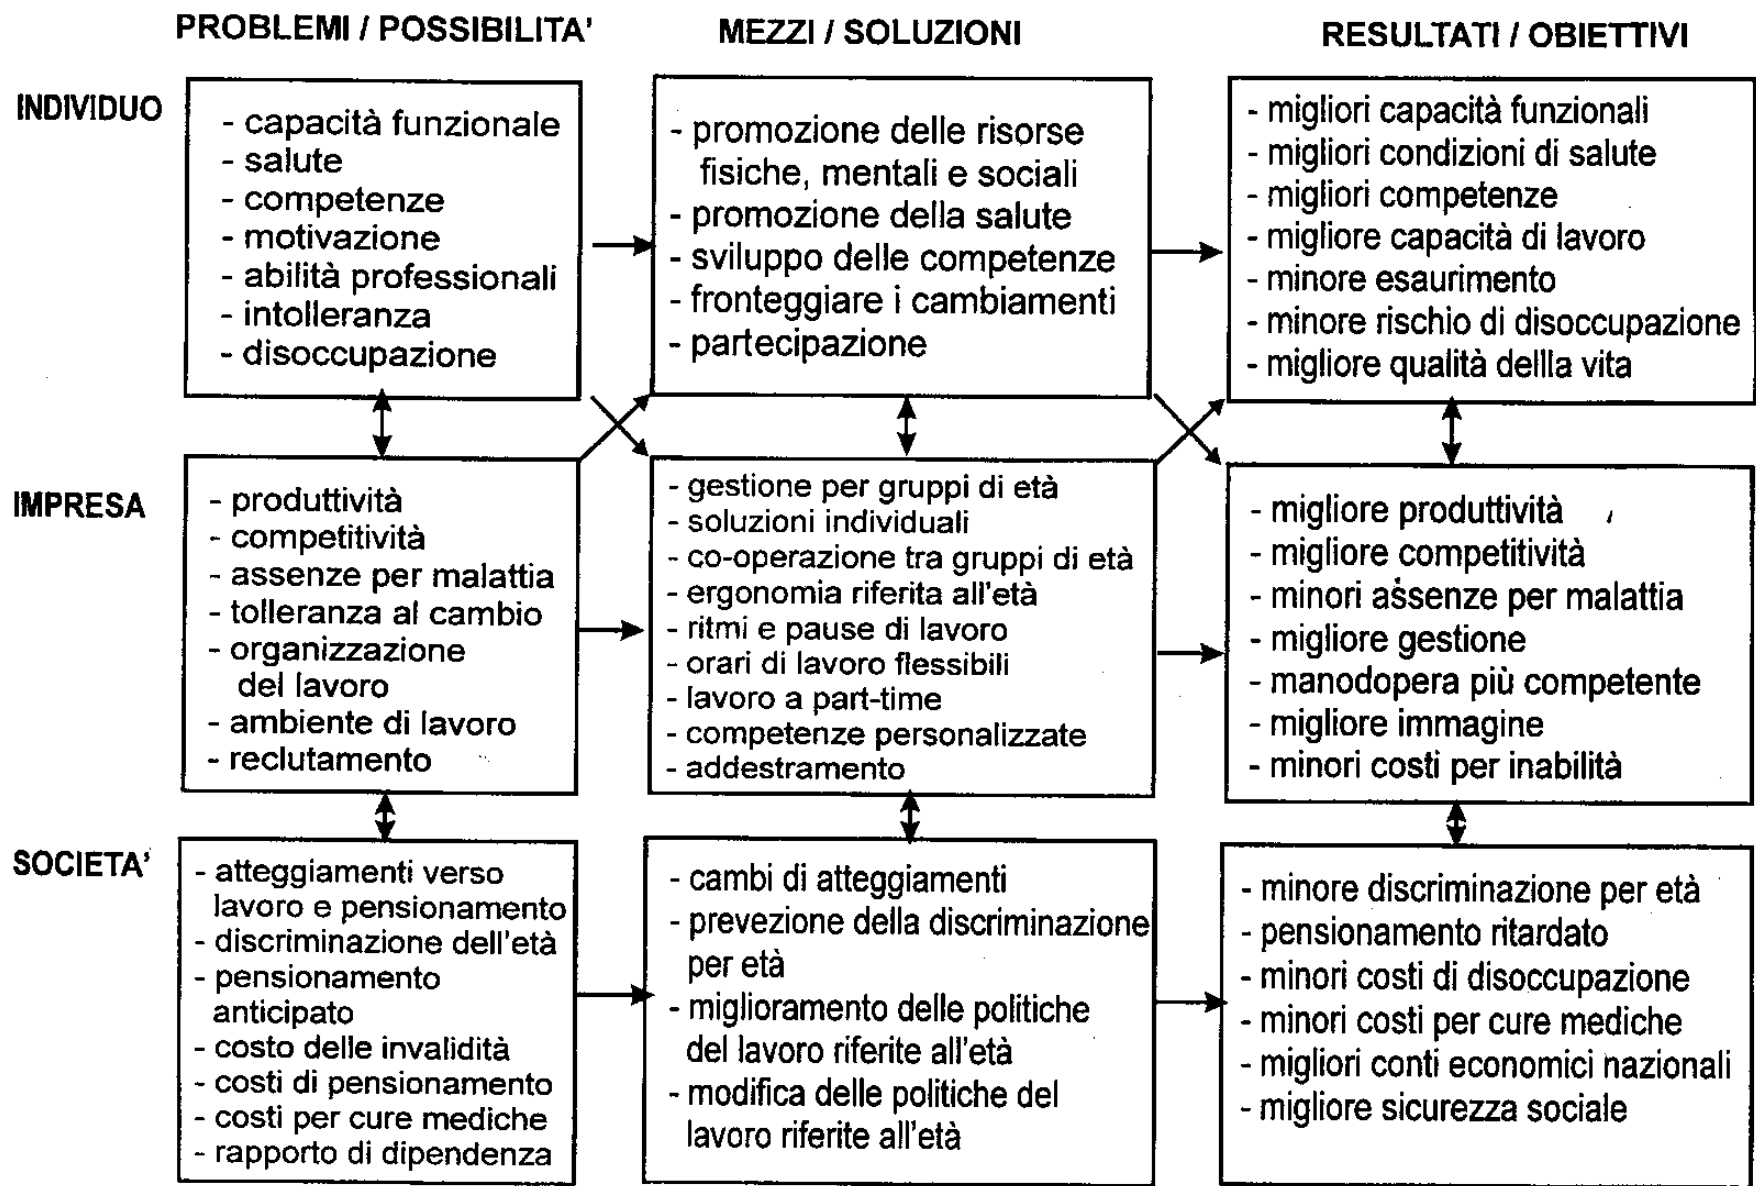 PROBLEMI / POSSIBILITA'
MEZZI / SOLUZIONI
RESULTATI / OBIETTIVI
INDIVIDUO
- capacità funzionale
- salute
- competenze
- motivazione
- abilità professionali
- intolleranza
- disoccupazione
- promozione delle risorse
fisiche, mentali e sociali
- promozione della salute
- sviluppo delle competenze
- fronteggiare i cambiamenti
- partecipazione
- migliori capacità funzionali
- migliori condizioni di salute
- migliori competenze
- migliore capacità di lavoro
- minore esaurimento
- minore rischio di disoccupazione
- migliore qualità dellla vita
IMPRESA
- produttività
- competitività
- assenze per malattia
- tolleranza al cambio
- organizzazione
del lavoro
- ambiente di lavoro
- reclutamento
- gestione per gruppi di età
- soluzioni individuali
- co-operazione tra gruppi di età
- ergonomia riferita all'età
- ritmi e pause di lavoro
- orari di lavoro flessibili
- lavoro a part-time
- competenze personalizzate
- addestramento
- migliore produttività
- migliore competitività
- minori assenze per malattia
- migliore gestione
- manodopera più competente
- migliore immagine
- minori costi per inabilità
SOCIETA'
- atteggiamenti verso
lavoro e pensionamento
- discriminazione dell'età
- pensionamento
anticipato
- costo delle invalidità
- costi di pensionamento
- costi per cure mediche
- rapporto di dipendenza
- cambi di atteggiamenti
- prevezione della discriminazione
per età
- miglioramento delle politiche
del lavoro riferite all'età
- modifica delle politiche del
lavoro riferite all'età
- minore discriminazione per età
- pensionamento ritardato
- minori costi di disoccupazione
- minori costi per cure mediche
- migliori conti economici nazionali
- migliore sicurezza sociale